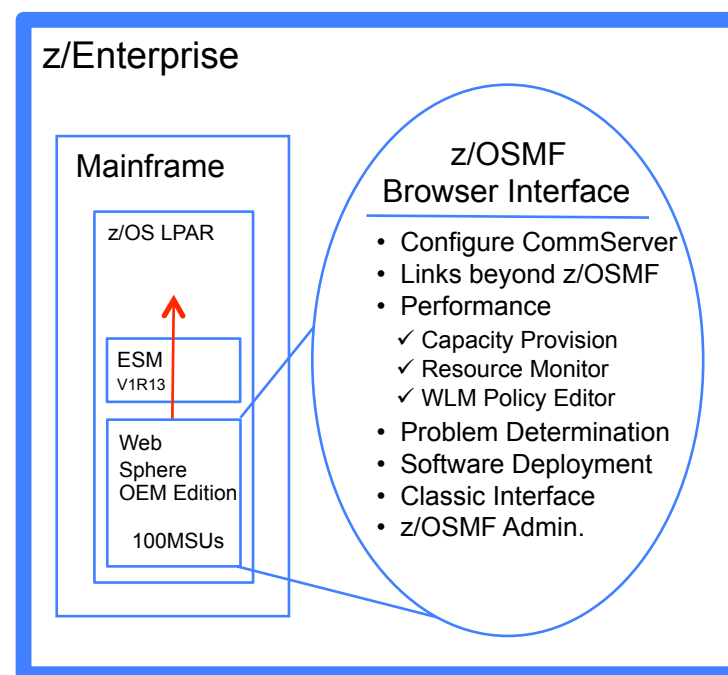 z/Enterprise
Mainframe
z/OS LPAR
ESM
V1R13
Web
Sphere
OEM Edition
100MSUs
z/OSMF
Browser Interface
• Configure CommServer
• Links beyond z/OSMF
• Performance
✓ Capacity Provision
✓ Resource Monitor
✓ WLM Policy Editor
• Problem Determination
• Software Deployment
• Classic Interface
• z/OSMF Admin.